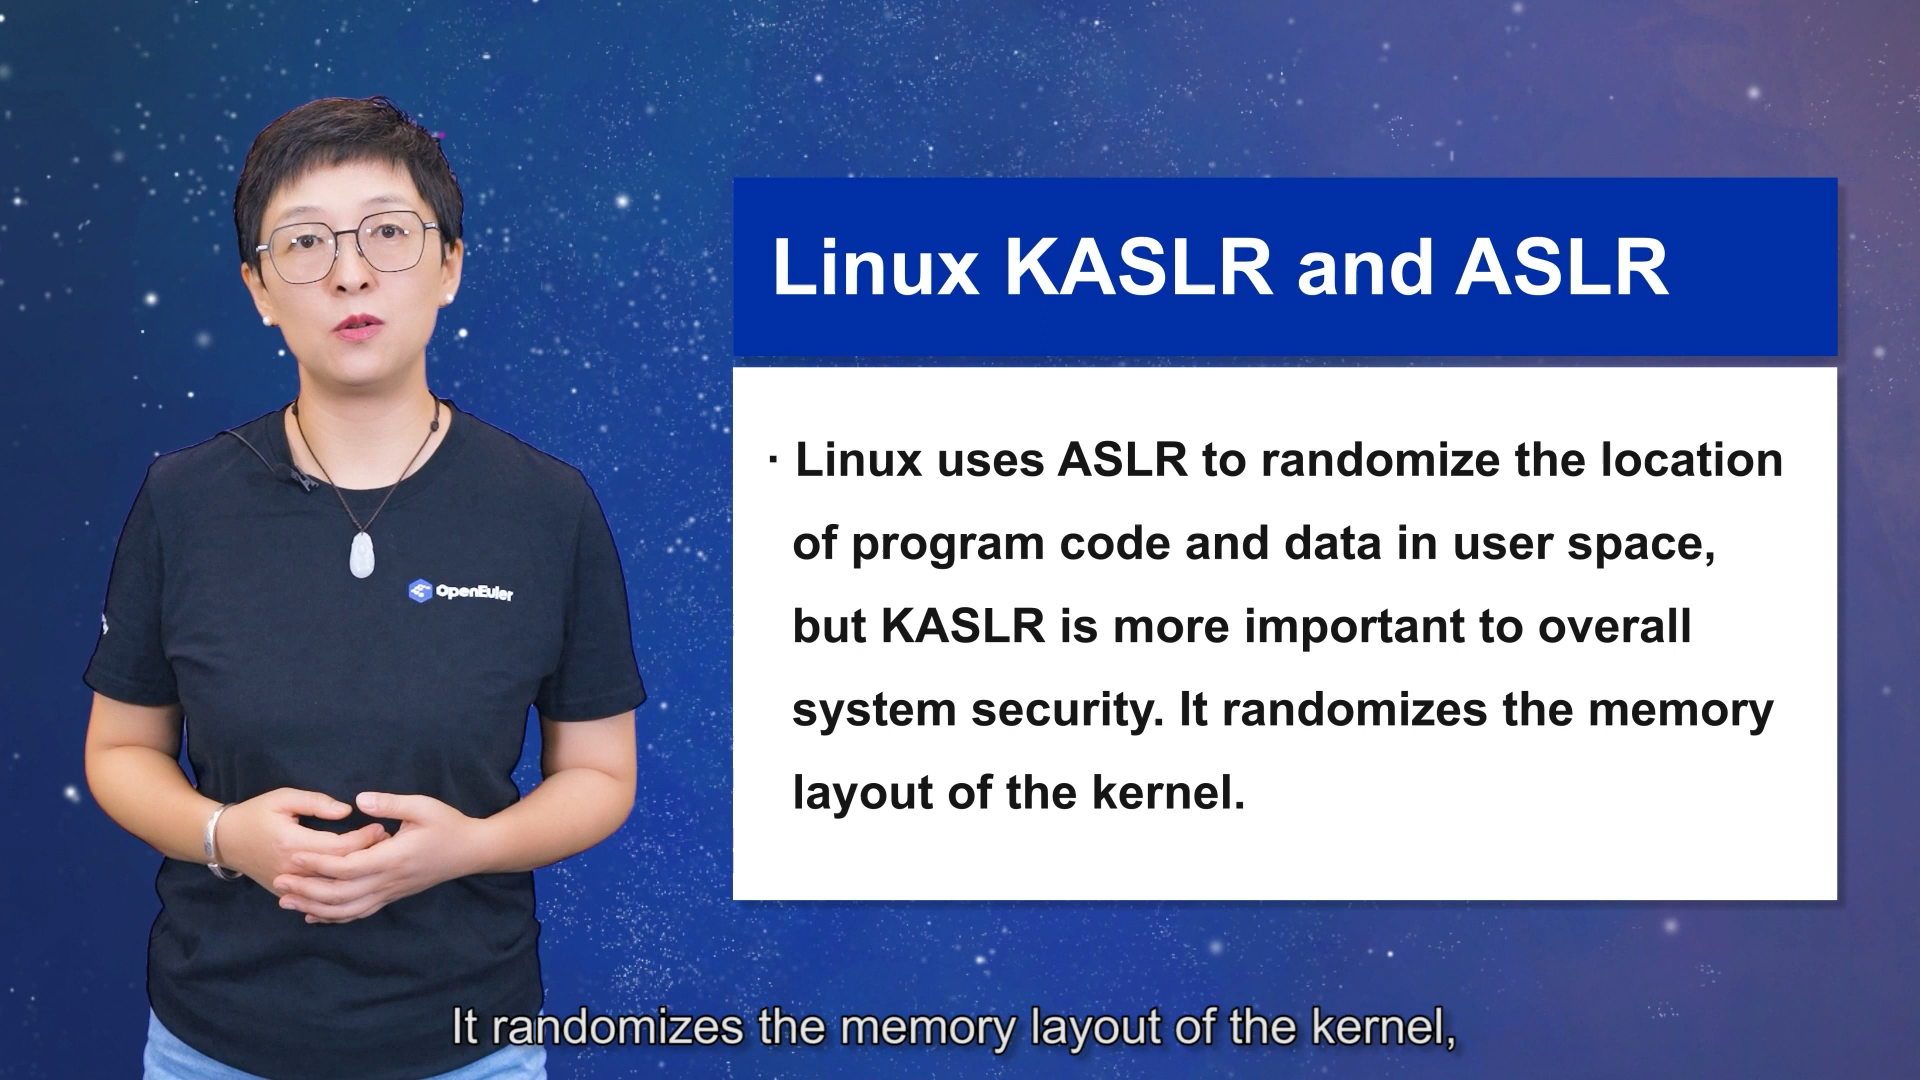 Linux KASLR and ASLR
· Linux uses ASLR to randomize the location
of program code and data in user space,
but KASLR is more important to overall
system security. It randomizes the memory
layout of the kernel.
OpenEuler
It randomizes the memory layout of the kernel,